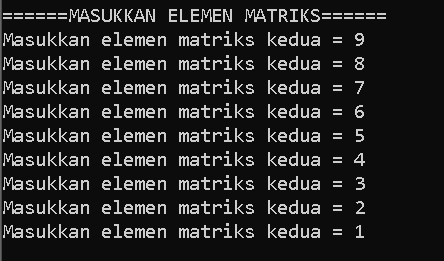 ======MASUKKAN ELEMEN MATRIKS======
Masukkan elemen matriks kedua = 9
Masukkan elemen matriks kedua = 8
Masukkan elemen matriks kedua = 7
Masukkan elemen matriks kedua = 6
Masukkan elemen matriks kedua = 5
Masukkan elemen matriks kedua = 4
Masukkan elemen matriks kedua = 3
Masukkan elemen matriks kedua = 2
Masukkan elemen matriks kedua = 1